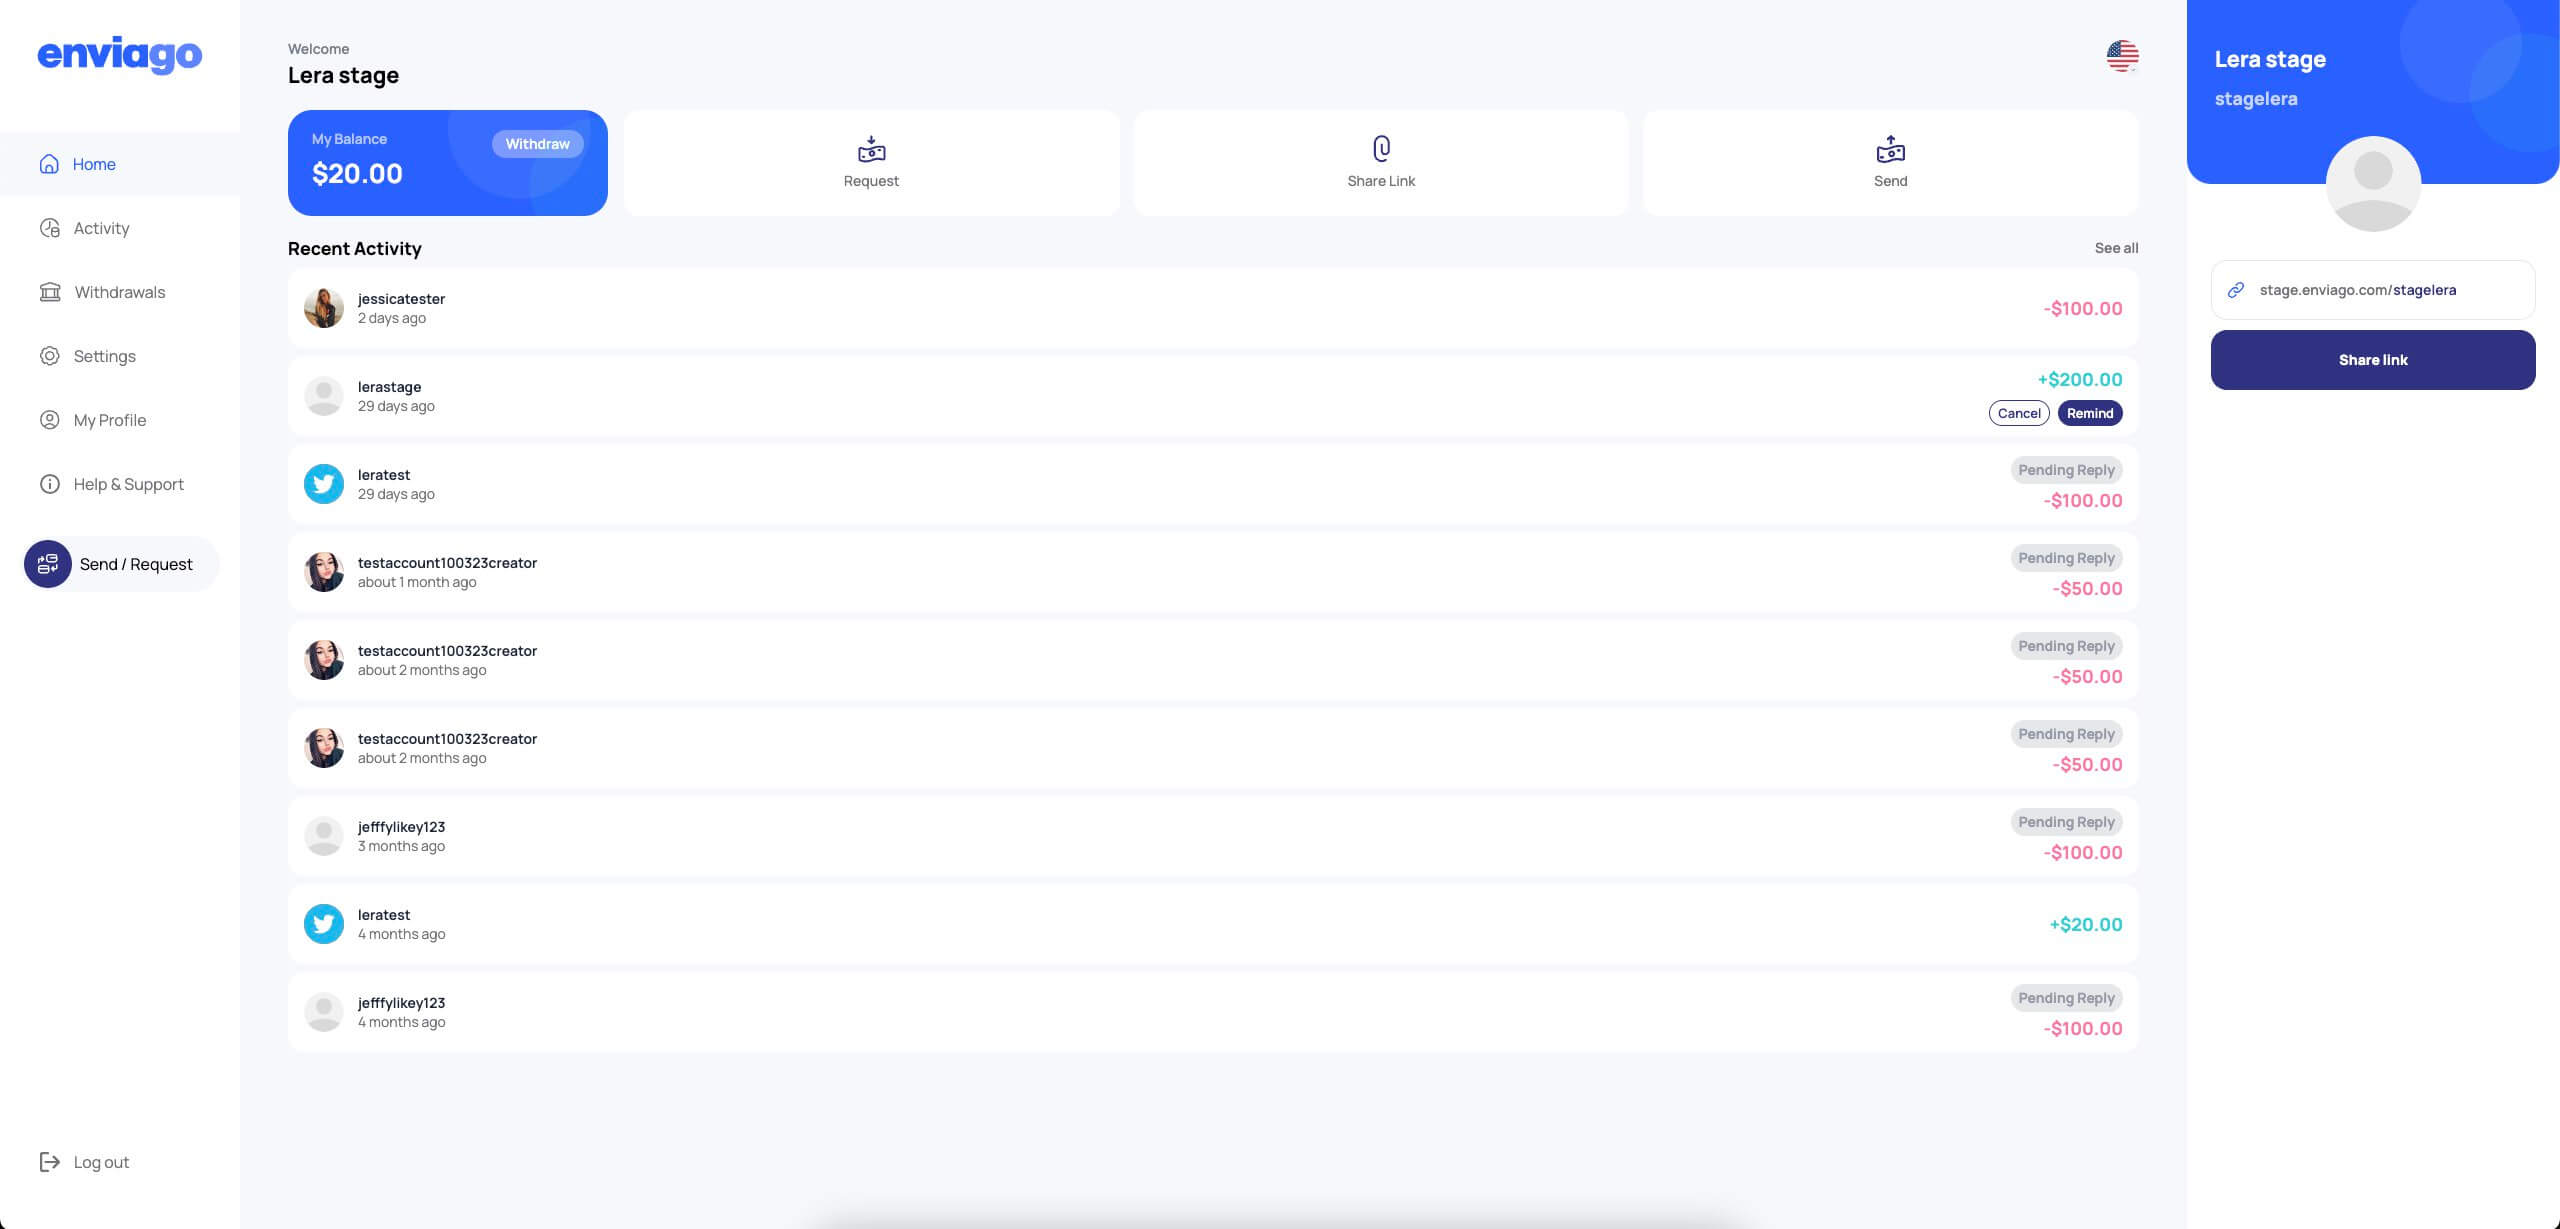 enviago
Home
Activity
Withdrawals
Settings
My Profile
Help & Support
Send / Request
Log out
Welcome
Lera stage
My Balance
Withdraw
$20.00
Request
Share Link
Send
Recent Activity
See all
jessicatester
2 days ago
-$100.00
lerastage
29 days ago
+$200.00
Cancel
Remind
leratest
29 days ago
Pending Reply
-$100.00
testaccount100323creator
about 1 month ago
Pending Reply
-$50.00
testaccount100323creator
about 2 months ago
Pending Reply
-$50.00
testaccount100323creator
about 2 months ago
Pending Reply
-$50.00
jefffylikey123
3 months ago
Pending Reply
-$100.00
leratest
4 months ago
+$20.00
jefffylikey123
4 months ago
Pending Reply
-$100.00
Lera stage
stagelera
stage.enviago.com/stagelera
Share link